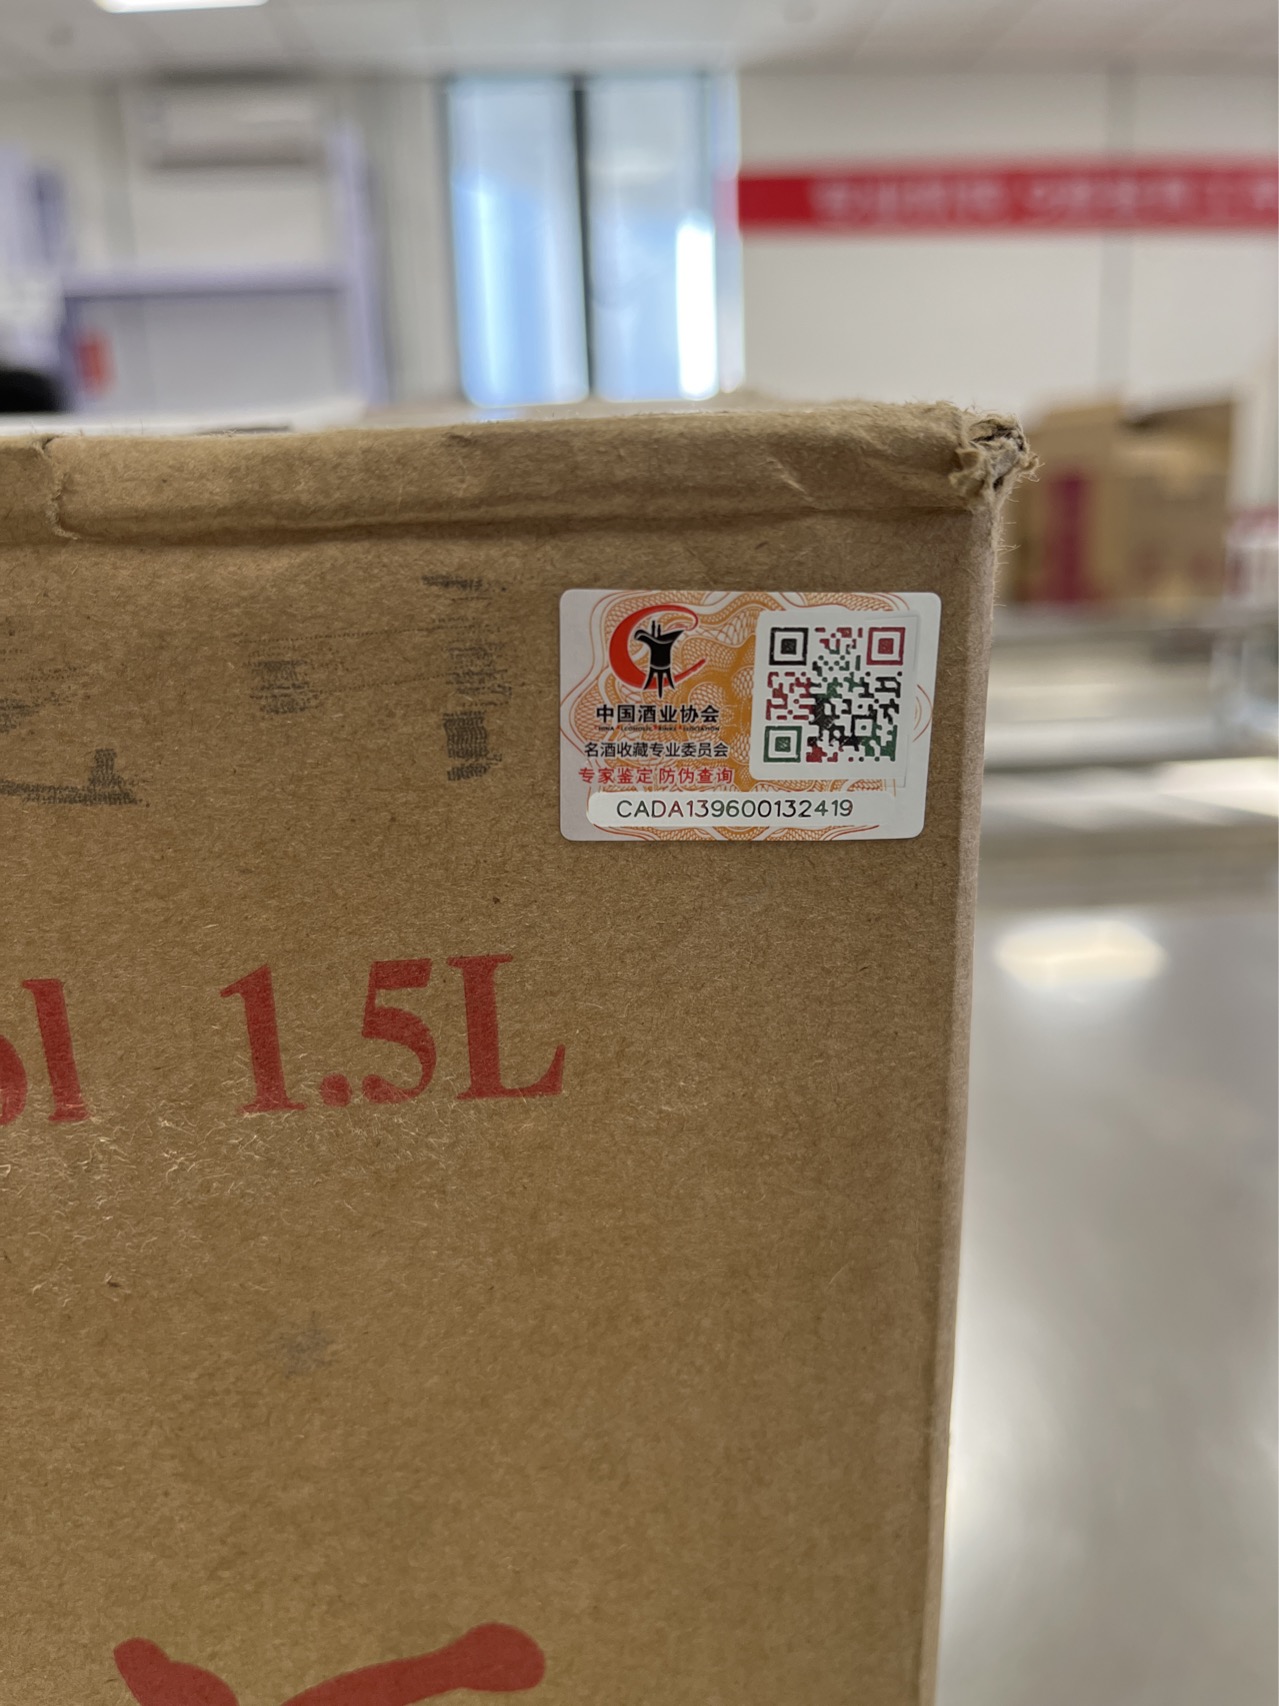 中国酒业协会
名酒收藏专业委员会
专家鉴定 防伪查询
CADA139600132419
1.5L